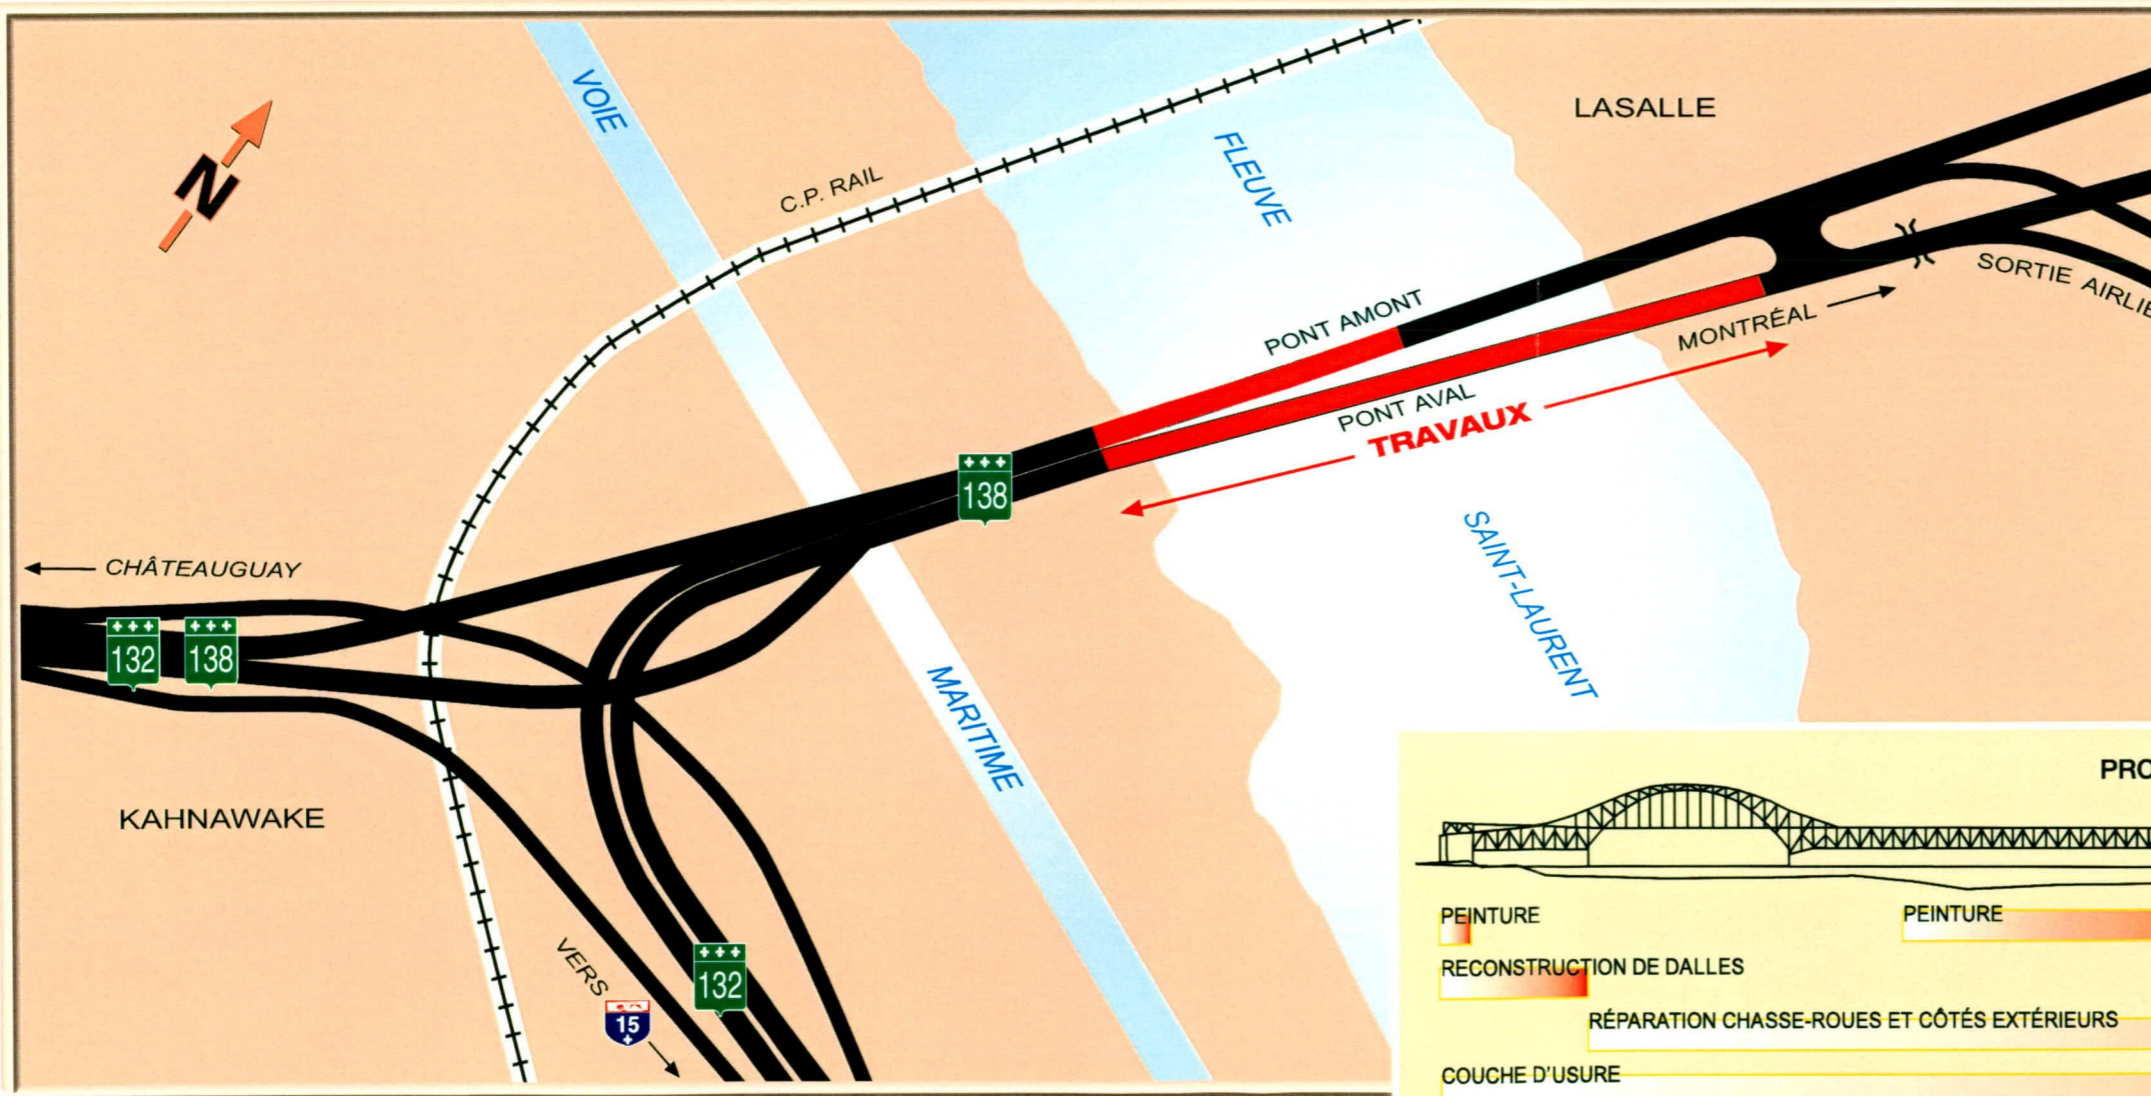 VOIE
LASALLE
N
FLEUVE
C.P. RAIL
SORTIE AIRLIE
PONT AMONT
MONTRÉAL
PONT AVAL
TRAVAUX
138
SAINT-LAURENT
CHÂTEAUGUAY
132 138
MARITIME
KAHNAWAKE
PRO
PEINTURE PEINTURE
RECONSTRUCTION DE DALLES
VERS
132
15
RÉPARATION CHASSE-ROUES ET CÔTÉS EXTÉRIEURS
COUCHE D'USURE